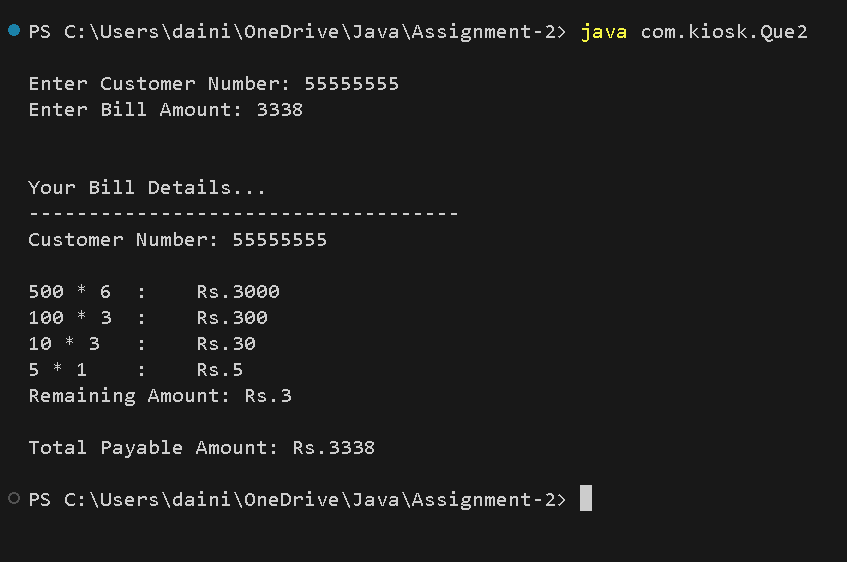 PS C:\Users\daini\OneDrive\Java\Assignment-2> java com.kiosk.Que2
Enter Customer Number: 55555555
Enter Bill Amount: 3338
Your Bill Details...
------------------------------------
Customer Number: 55555555
500 * 6  :    Rs.3000
100 * 3  :    Rs.300
10 * 3   :    Rs.30
5 * 1    :    Rs.5
Remaining Amount: Rs.3
Total Payable Amount: Rs.3338
PS C:\Users\daini\OneDrive\Java\Assignment-2>